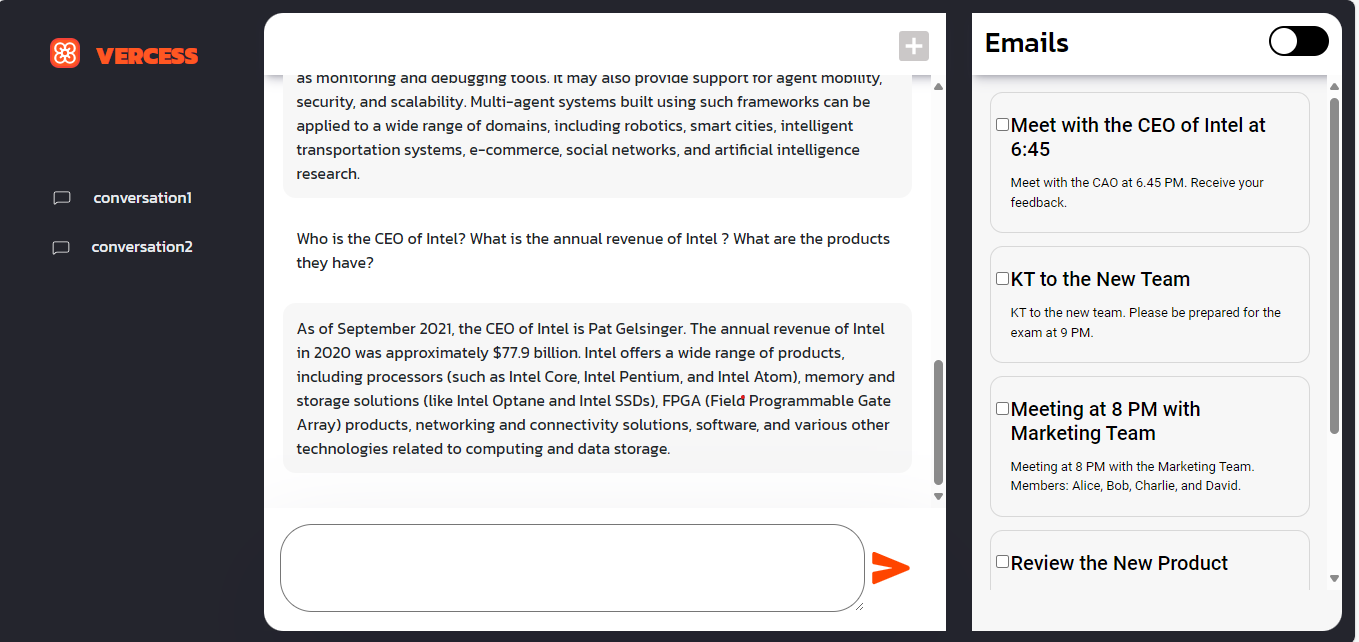 VERCESS
conversation1
conversation2
as monitoring and debugging tools. It may also provide support for agent mobility,
security, and scalability. Multi-agent systems built using such frameworks can be
applied to a wide range of domains, including robotics, smart cities, intelligent
transportation systems, e-commerce, social networks, and artificial intelligence
research.
Who is the CEO of Intel? What is the annual revenue of Intel ? What are the products
they have?
As of September 2021, the CEO of Intel is Pat Gelsinger. The annual revenue of Intel
in 2020 was approximately $77.9 billion. Intel offers a wide range of products,
including processors (such as Intel Core, Intel Pentium, and Intel Atom), memory and
storage solutions (like Intel Optane and Intel SSDs), FPGA (Field Programmable Gate
Array) products, networking and connectivity solutions, software, and various other
technologies related to computing and data storage.
Emails
Meet with the CEO of Intel at
6:45
Meet with the CAO at 6.45 PM. Receive your
feedback.
KT to the New Team
KT to the new team. Please be prepared for the
exam at 9 PM.
Meeting at 8 PM with
Marketing Team
Meeting at 8 PM with the Marketing Team.
Members: Alice, Bob, Charlie, and David.
Review the New Product